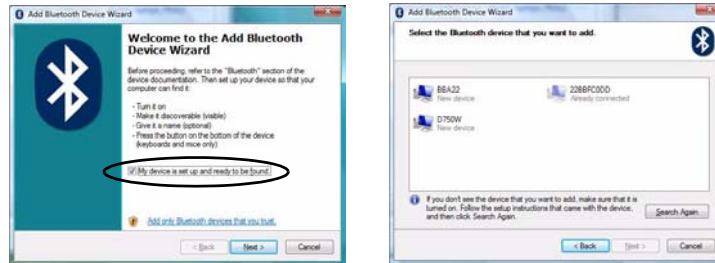 Add Bluetooth Device Wizard
Welcome to the Add Bluetooth
Device Wizard
Before proceeding, refer to the "Bluetooth" section of the
device documentation. Then set up your device so that your
computer can find it:
- Turn it on
- Make it discoverable (visible)
- Give it a name (optional)
- Press the button on the bottom of the device
(keyboards and mice only)
My device is set up and ready to be found.
Add only Bluetooth devices that you trust.
< Back
Next >
Cancel
Add Bluetooth Device Wizard
Select the Bluetooth device that you want to add.
BBA22
New device
22BBFC0DD
Already connected
D750W
New device
If you don't see the device that you want to add, make sure that it is
turned on. Follow the setup instructions that came with the device,
and then click Search Again.
Search Again
< Back
Next >
Cancel